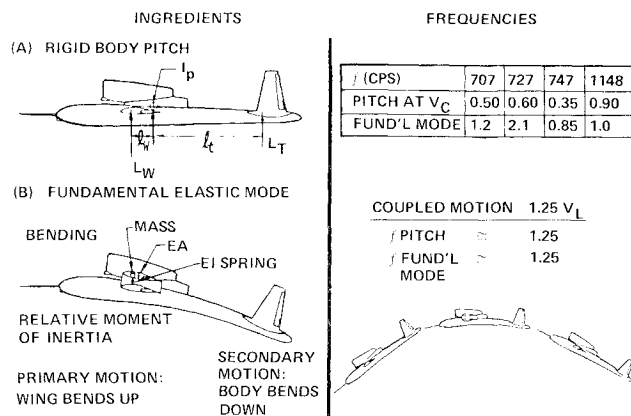 INGREDIENTS
(A) RIGID BODY PITCH
Ip
ℓw
ℓt
LW
LT
(B) FUNDAMENTAL ELASTIC MODE
BENDING
MASS
EA
EI SPRING
RELATIVE MOMENT
OF INERTIA
PRIMARY MOTION:
WING BENDS UP
SECONDARY
MOTION:
BODY BENDS
DOWN
FREQUENCIES
f (CPS) 707 727 747 1148
PITCH AT VC 0.50 0.60 0.35 0.90
FUND'L MODE 1.2 2.1 0.85 1.0
COUPLED MOTION 1.25 VL
f PITCH ≈ 1.25
f FUND'L ~ 1.25
MODE